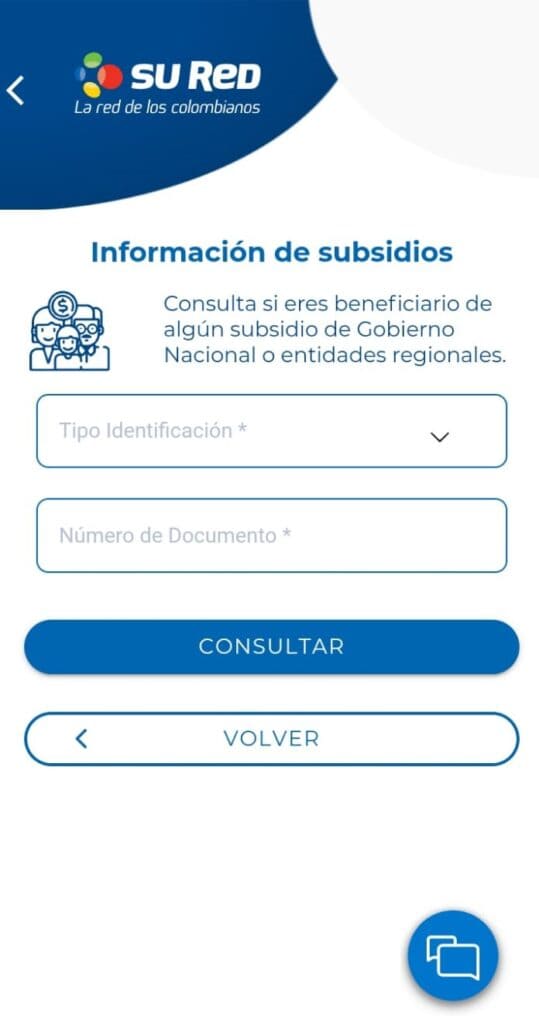 su Red
La red de los colombianos
Información de subsidios
$
Consulta si eres beneficiario de
algún subsidio de Gobierno
Nacional o entidades regionales.
Tipo Identificación *
Número de Documento *
CONSULTAR
VOLVER